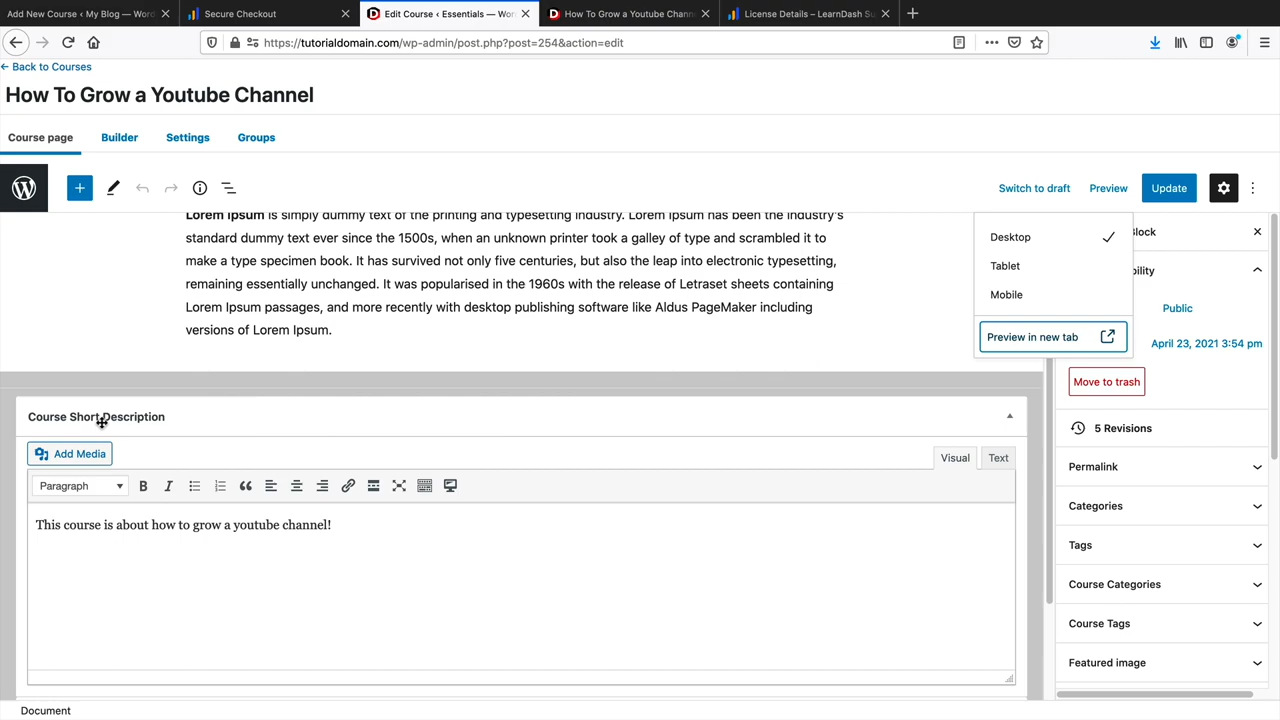 Add New Course ‹ My Blog — Word
Secure Checkout
Edit Course ‹ Essentials — Wor
How To Grow a Youtube Chann
License Details – LearnDash Su
https://tutorialdomain.com/wp-admin/post.php?post=254&action=edit
← Back to Courses
How To Grow a Youtube Channel
Course page
Builder
Settings
Groups
Switch to draft
Preview
Update
Lorem Ipsum is simply dummy text of the printing and typesetting industry. Lorem Ipsum has been the industry's
standard dummy text ever since the 1500s, when an unknown printer took a galley of type and scrambled it to
make a type specimen book. It has survived not only five centuries, but also the leap into electronic typesetting,
remaining essentially unchanged. It was popularised in the 1960s with the release of Letraset sheets containing
Lorem Ipsum passages, and more recently with desktop publishing software like Aldus PageMaker including
versions of Lorem Ipsum.
Desktop
Tablet
Mobile
Preview in new tab
lock
bility
Public
April 23, 2021 3:54 pm
Move to trash
5 Revisions
Permalink
Categories
Tags
Course Categories
Course Tags
Featured image
Course Short Description
Add Media
Visual
Text
Paragraph
B
I
This course is about how to grow a youtube channel!
Document